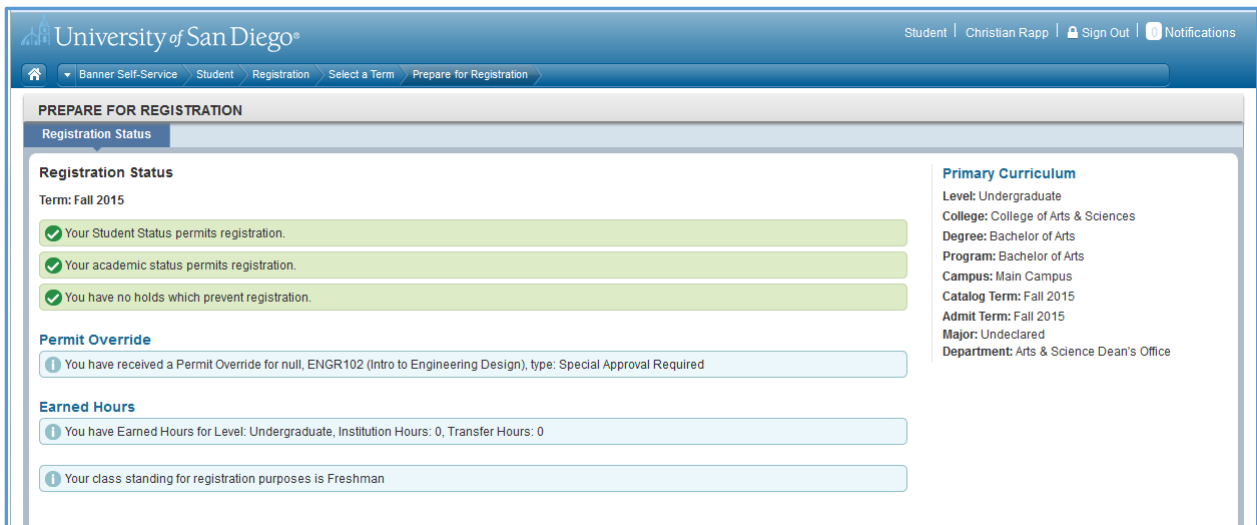 University of San Diego®
Student | Christian Rapp | Sign Out | 0 Notifications
Banner Self-Service Student Registration Select a Term Prepare for Registration
PREPARE FOR REGISTRATION
Registration Status
Registration Status
Term: Fall 2015
Your Student Status permits registration.
Your academic status permits registration.
You have no holds which prevent registration.
Permit Override
You have received a Permit Override for null, ENGR102 (Intro to Engineering Design), type: Special Approval Required
Earned Hours
You have Earned Hours for Level: Undergraduate, Institution Hours: 0, Transfer Hours: 0
Your class standing for registration purposes is Freshman
Primary Curriculum
Level: Undergraduate
College: College of Arts & Sciences
Degree: Bachelor of Arts
Program: Bachelor of Arts
Campus: Main Campus
Catalog Term: Fall 2015
Admit Term: Fall 2015
Major: Undeclared
Department: Arts & Science Dean's Office